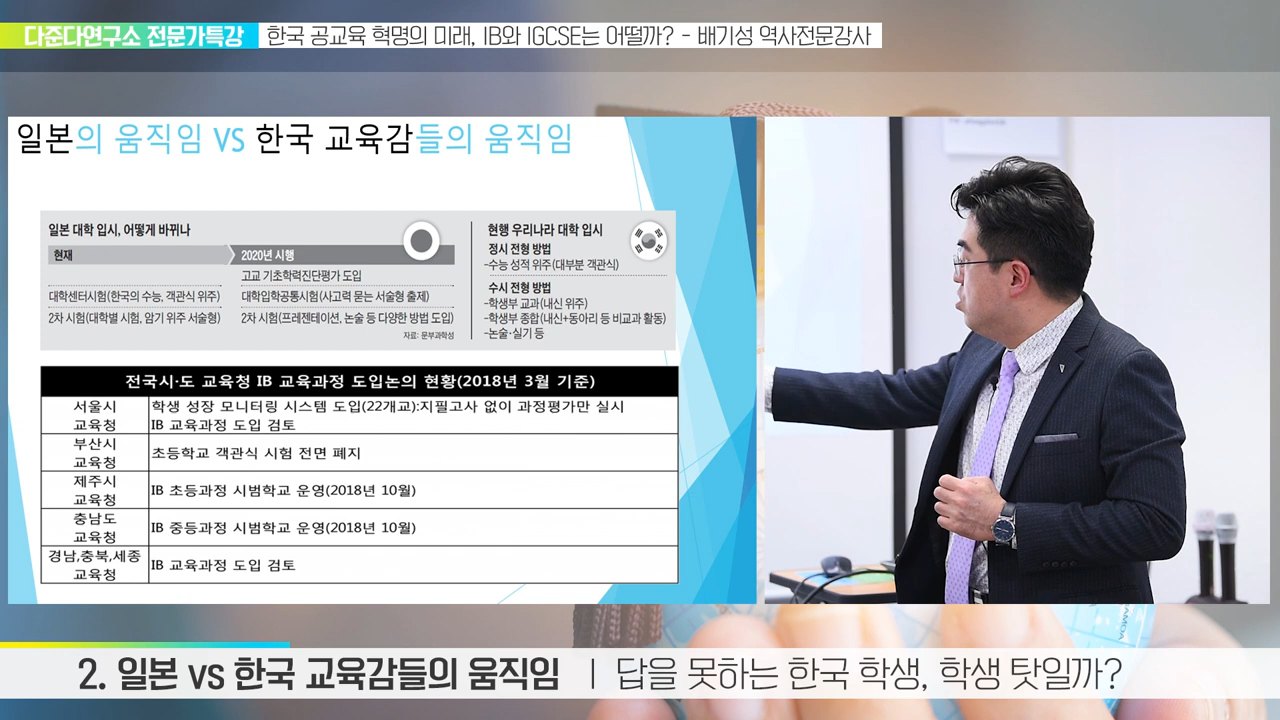 다준다연구소 전문가특강
한국 공교육 혁명의 미래, IB와 IGCSE는 어떨까? - 배기성 역사전문강사
일본의 움직임 VS 한국 교육감들의 움직임
일본 대학 입시, 어떻게 바뀌나
현재
2020년 시행
고교 기초학력진단평가 도입
대학센터시험(한국의 수능, 객관식 위주)
대학입학공통시험(사고력 묻는 서술형 출제)
2차 시험(대학별 시험, 암기 위주 서술형)
2차 시험(프레젠테이션, 논술 등 다양한 방법 도입)
자료: 문부과학성
현행 우리나라 대학 입시
정시 전형 방법
-수능 성적 위주(대부분 객관식)
수시 전형 방법
-학생부 교과(내신 위주)
-학생부 종합(내신+동아리 등 비교과 활동)
-논술·실기 등
전국시·도 교육청 IB 교육과정 도입논의 현황(2018년 3월 기준)
서울시 교육청
학생 성장 모니터링 시스템 도입(22개교):지필고사 없이 과정평가만 실시
IB 교육과정 도입 검토
부산시 교육청
초등학교 객관식 시험 전면 폐지
제주시 교육청
IB 초등과정 시범학교 운영(2018년 10월)
충남도 교육청
IB 중등과정 시범학교 운영(2018년 10월)
경남,충북,세종 교육청
IB 교육과정 도입 검토
SAMOA
2. 일본 vs 한국 교육감들의 움직임 | 답을 못하는 한국 학생, 학생 탓일까?